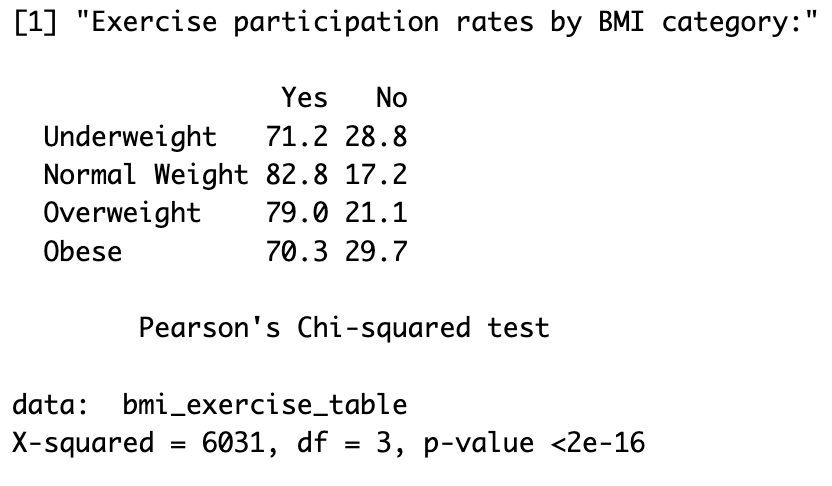 [1] "Exercise participation rates by BMI category:"
Yes No
Underweight 71.2 28.8
Normal Weight 82.8 17.2
Overweight 79.0 21.1
Obese 70.3 29.7
Pearson's Chi-squared test
data: bmi_exercise_table
X-squared = 6031, df = 3, p-value <2e-16